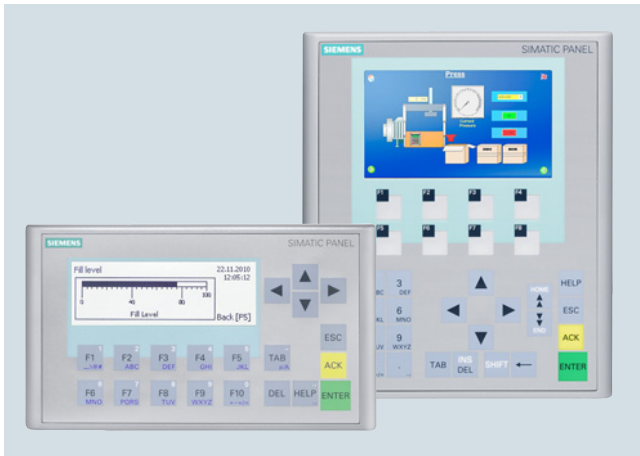 SIEMENS
SIMATIC PANEL
Press
Current
Pressure
F1 F2 F3 F4
F5 F6 F7 F8
3
DEF
6
MNO
9
WXYZ
HOME
END
HELP
ESC
ACK
ENTER
TAB
INS
DEL
SHIFT
SIEMENS
SIMATIC PANEL
Fill level
22.11.2010
12:05:12
0 40 80 100
Fill Level
Back [F5]
ESC
F1 F2 F3 F4 F5 TAB ACK
ABC DEF GHI JKL
F6 F7 F8 F9 F10 DEL HELP ENTER
MNO PQRS TUV WXYZ